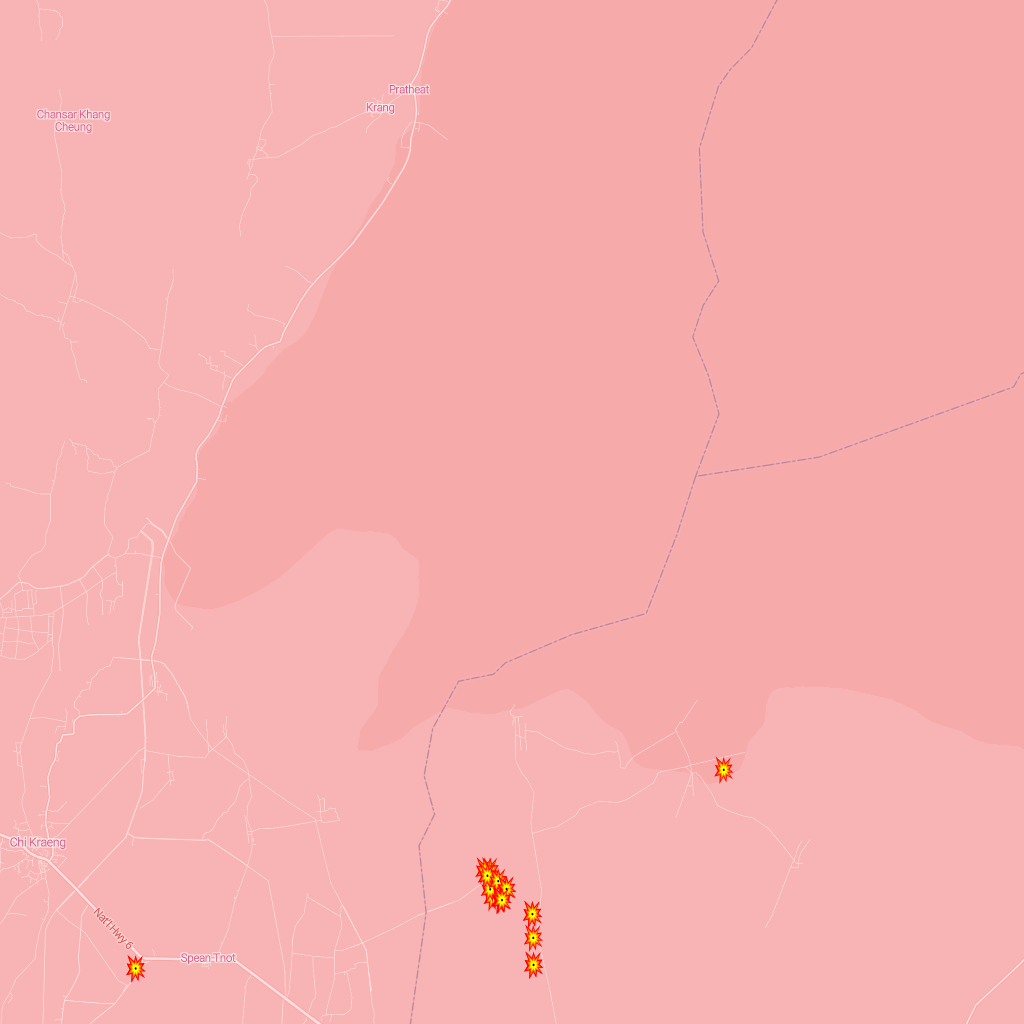 Pratheat
Krang
Chansar Khang
Cheung
Chi Kraeng
Nat'l Hwy 6
Spean Tnot